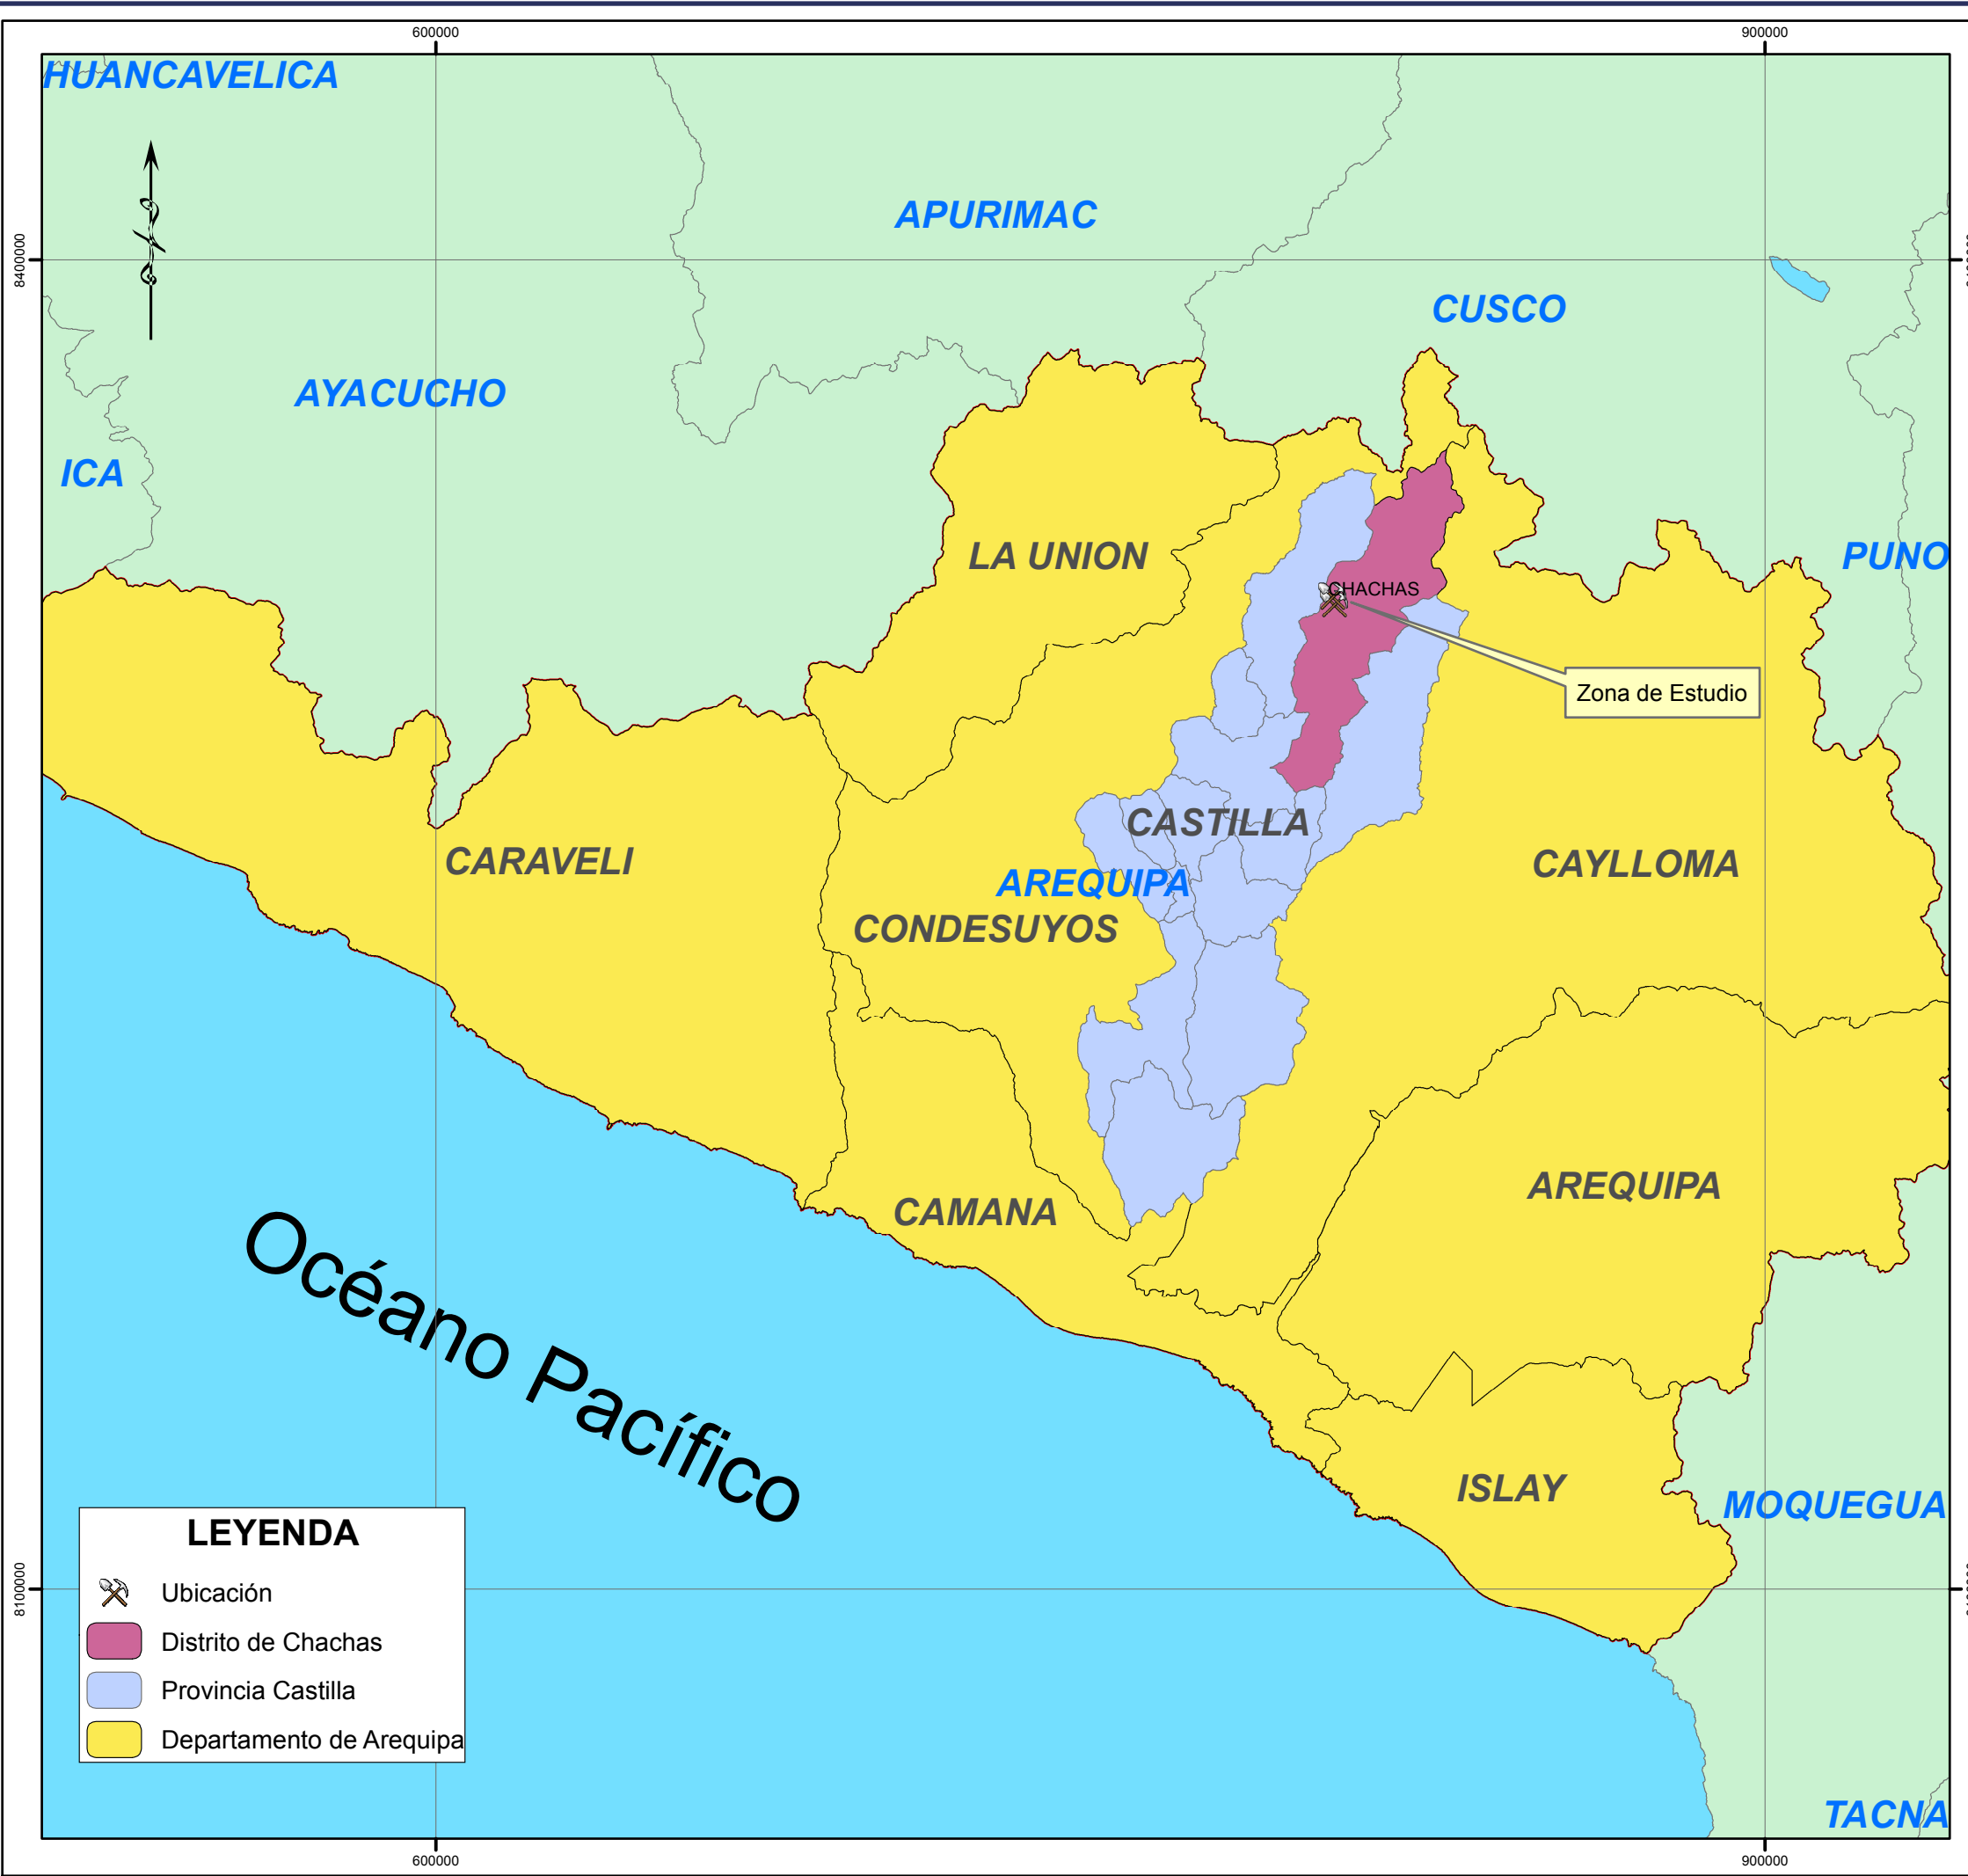 600000
900000
HUANCAVELICA
APURIMAC
8400000
CUSCO
AYACUCHO
ICA
LA UNION
PUNO
CHACHAS
Zona de Estudio
CASTILLA
CARAVELI
CAYLLOMA
AREQUIPA
CONDESUYOS
AREQUIPA
CAMANA
Océano Pacífico
ISLAY
MOQUEGUA
LEYENDA
Ubicación
8100000
Distrito de Chachas
Provincia Castilla
Departamento de Arequipa
TACNA
600000
900000